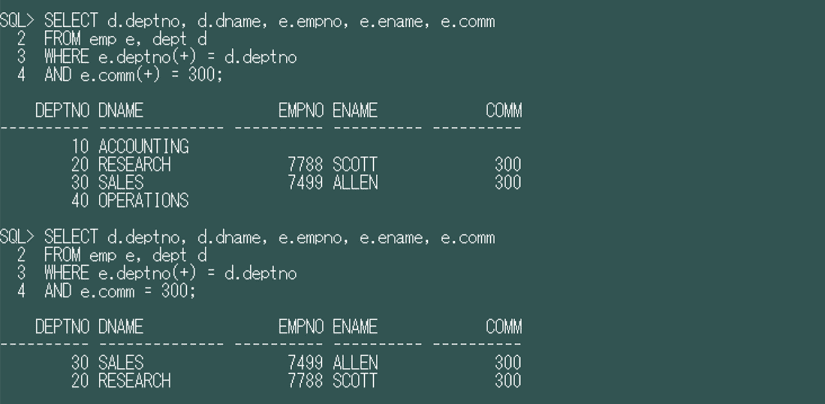 SQL> SELECT d.deptno, d.dname, e.empno, e.ename, e.comm
  2  FROM emp e, dept d
  3  WHERE e.deptno(+) = d.deptno
  4  AND e.comm(+) = 300;
    DEPTNO DNAME               EMPNO ENAME            COMM
---------- -------------- ---------- ---------- ----------
        10 ACCOUNTING
        20 RESEARCH             7788 SCOTT             300
        30 SALES                7499 ALLEN             300
        40 OPERATIONS
SQL> SELECT d.deptno, d.dname, e.empno, e.ename, e.comm
  2  FROM emp e, dept d
  3  WHERE e.deptno(+) = d.deptno
  4  AND e.comm = 300;
    DEPTNO DNAME               EMPNO ENAME            COMM
---------- -------------- ---------- ---------- ----------
        30 SALES                7499 ALLEN             300
        20 RESEARCH             7788 SCOTT             300